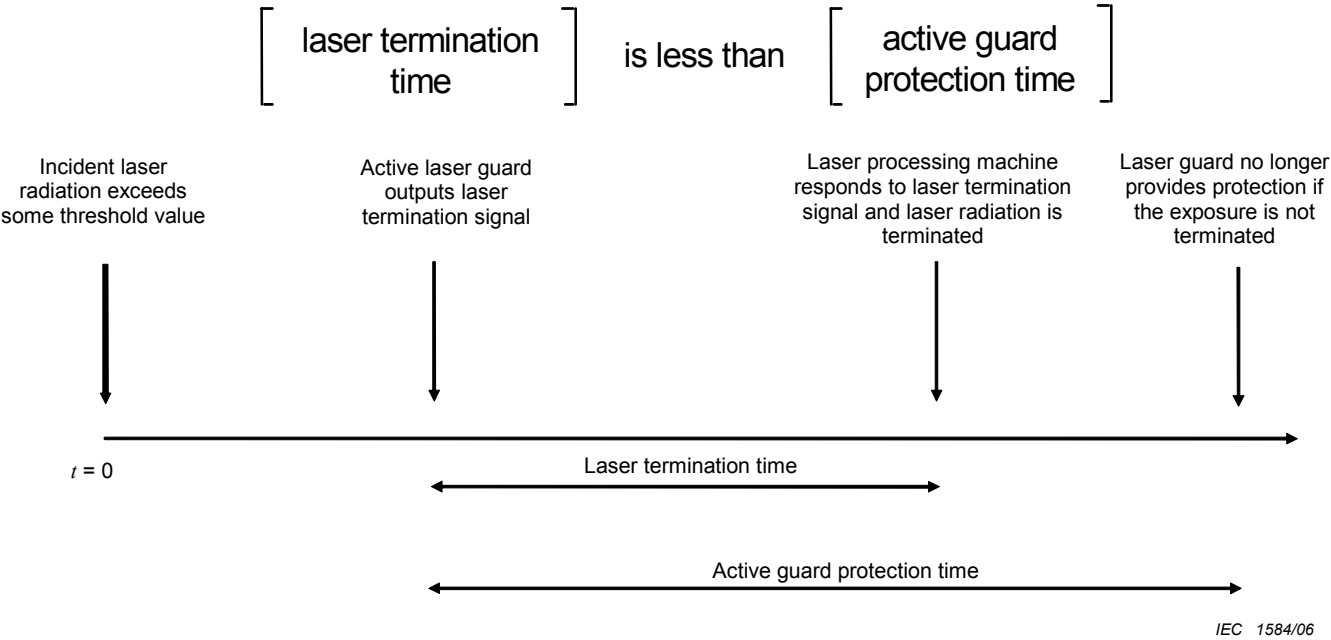 laser termination
time
is less than
active guard
protection time
Incident laser
radiation exceeds
some threshold value
Active laser guard
outputs laser
termination signal
Laser processing machine
responds to laser termination
signal and laser radiation is
terminated
Laser guard no longer
provides protection if
the exposure is not
terminated
t = 0
Laser termination time
Active guard protection time
IEC 1584/06